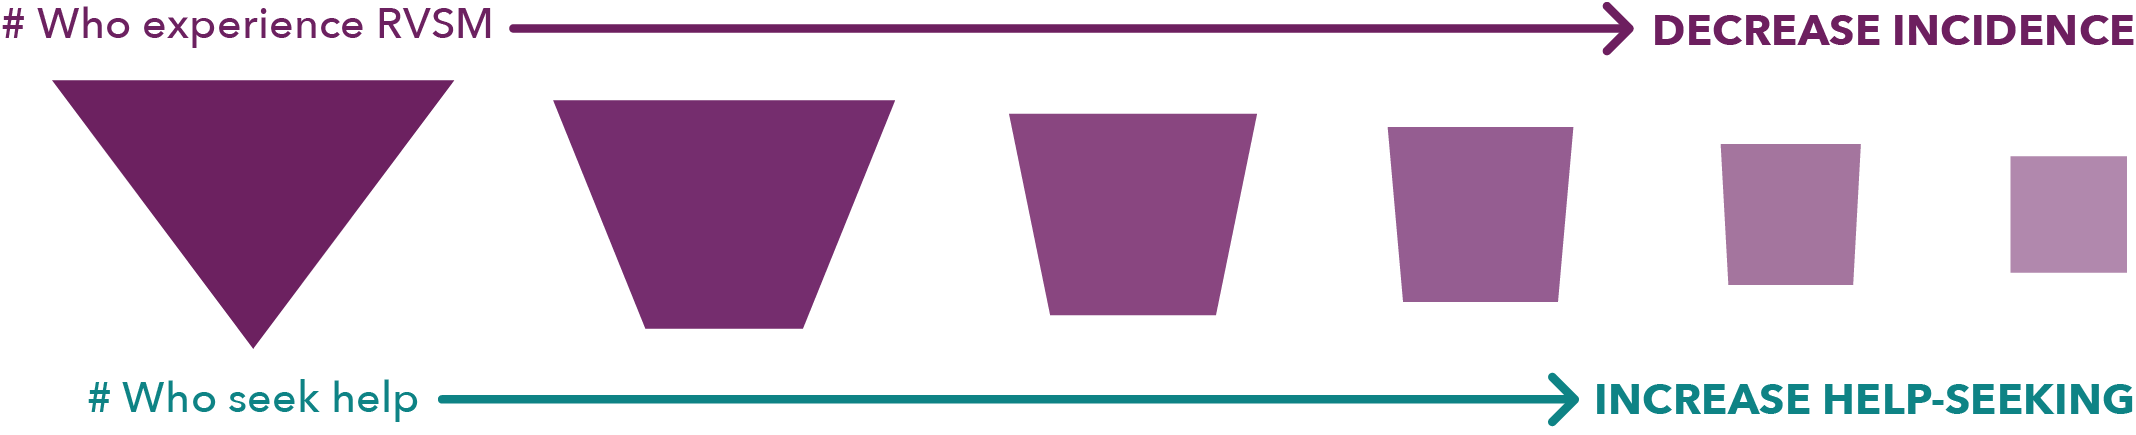 # Who experience RVSM
DECREASE INCIDENCE
# Who seek help
INCREASE HELP-SEEKING